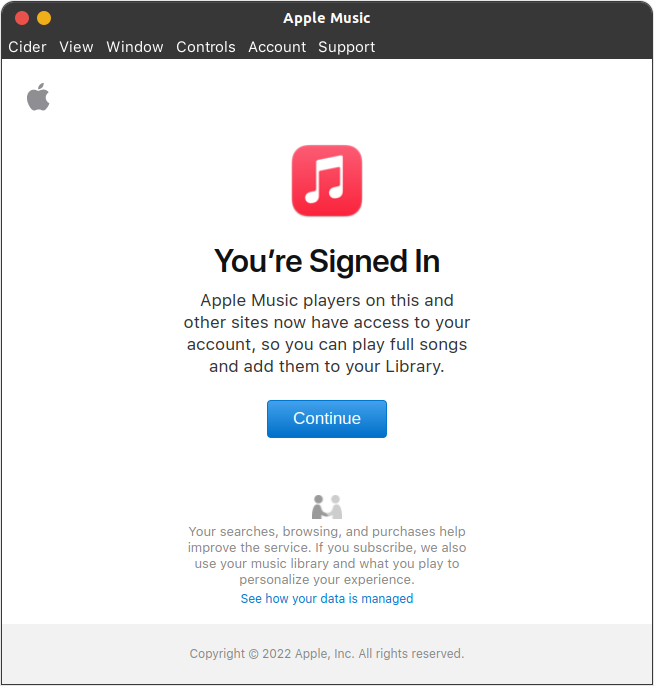 Apple Music
Cider View Window Controls Account Support
You’re Signed In
Apple Music players on this and
other sites now have access to your
account, so you can play full songs
and add them to your Library.
Continue
Your searches, browsing, and purchases help
improve the service. If you subscribe, we also
use your music library and what you play to
personalize your experience.
See how your data is managed
Copyright © 2022 Apple, Inc. All rights reserved.